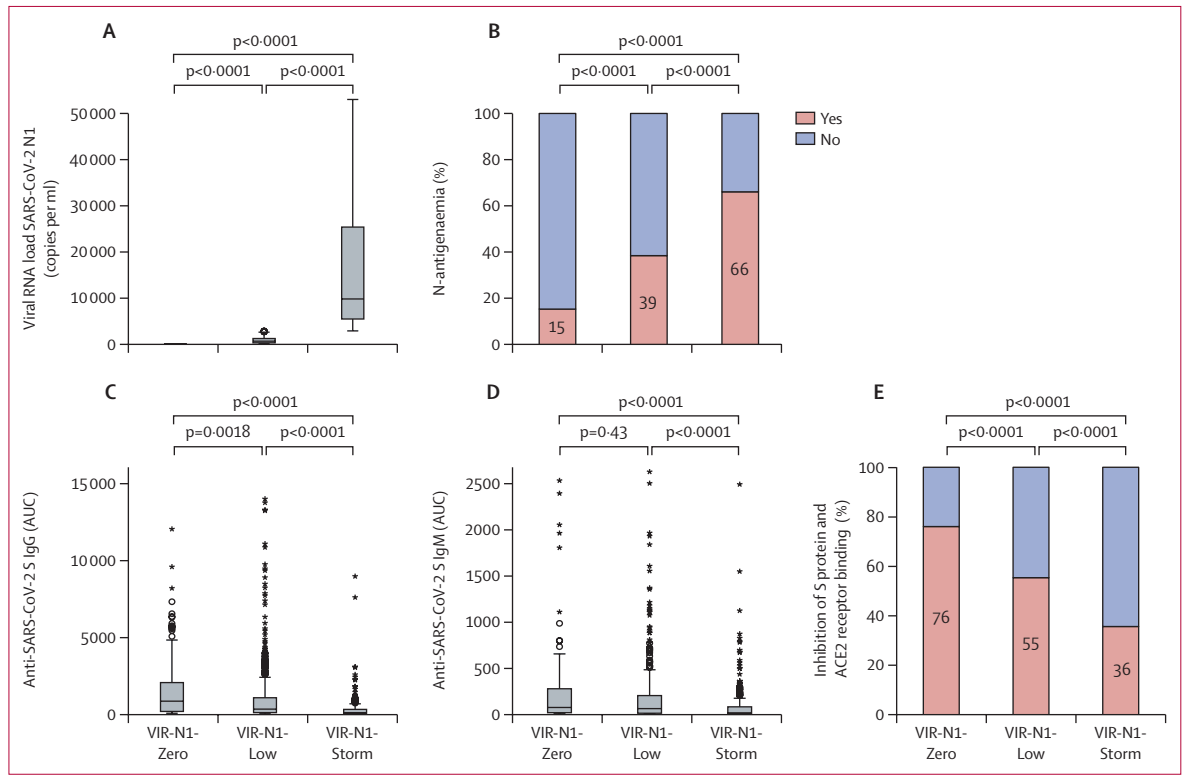 A
p<0·0001
p<0·0001 p<0·0001
Viral RNA load SARS-CoV-2 N1
(copies per ml)
50 000
40 000
30 000
20 000
10 000
0
B
p<0·0001
p<0·0001 p<0·0001
N-antigenaemia (%)
100
80
60
40
20
0
15
39
66
Yes
No
C
p<0·0001
p=0·0018 p<0·0001
Anti-SARS-CoV-2 S IgG (AUC)
15 000
10 000
5000
0
VIR-N1-
Zero
VIR-N1-
Low
VIR-N1-
Storm
D
p<0·0001
p=0·43 p<0·0001
Anti-SARS-CoV-2 S IgM (AUC)
2500
2000
1500
1000
500
0
VIR-N1-
Zero
VIR-N1-
Low
VIR-N1-
Storm
E
p<0·0001
p<0·0001 p<0·0001
Inhibition of S protein and
ACE2 receptor binding (%)
100
80
60
40
20
0
76
55
36
VIR-N1-
Zero
VIR-N1-
Low
VIR-N1-
Storm